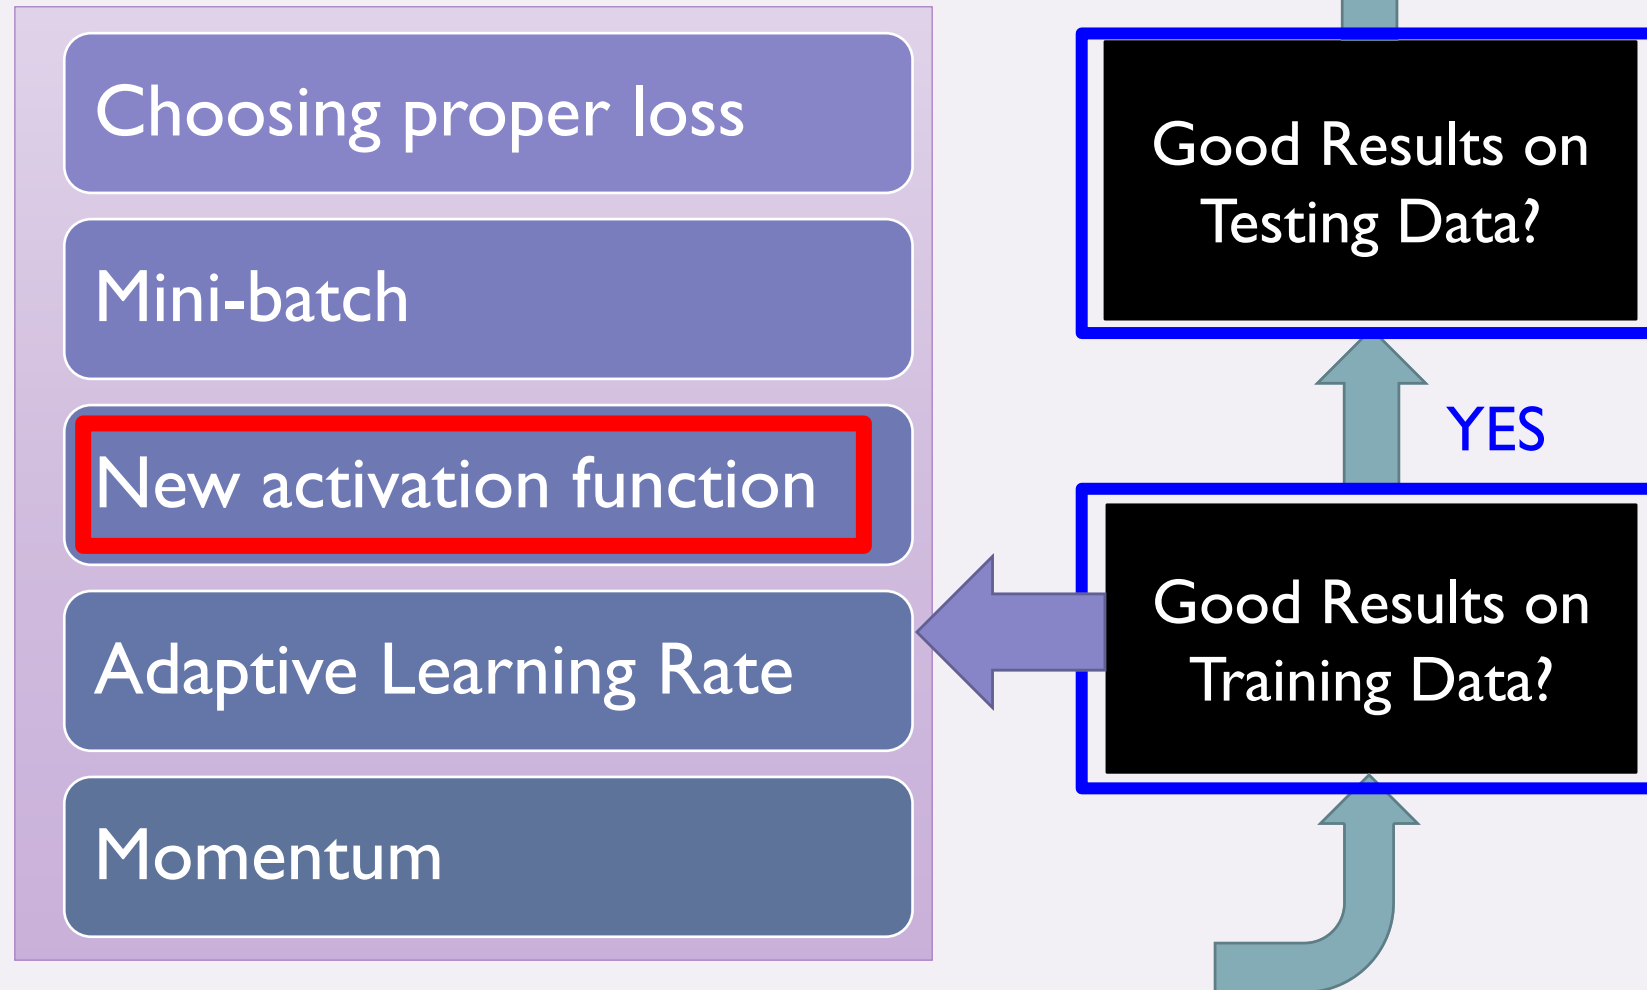 Choosing proper loss
Mini-batch
New activation function
Adaptive Learning Rate
Momentum
Good Results on
Testing Data?
YES
Good Results on
Training Data?